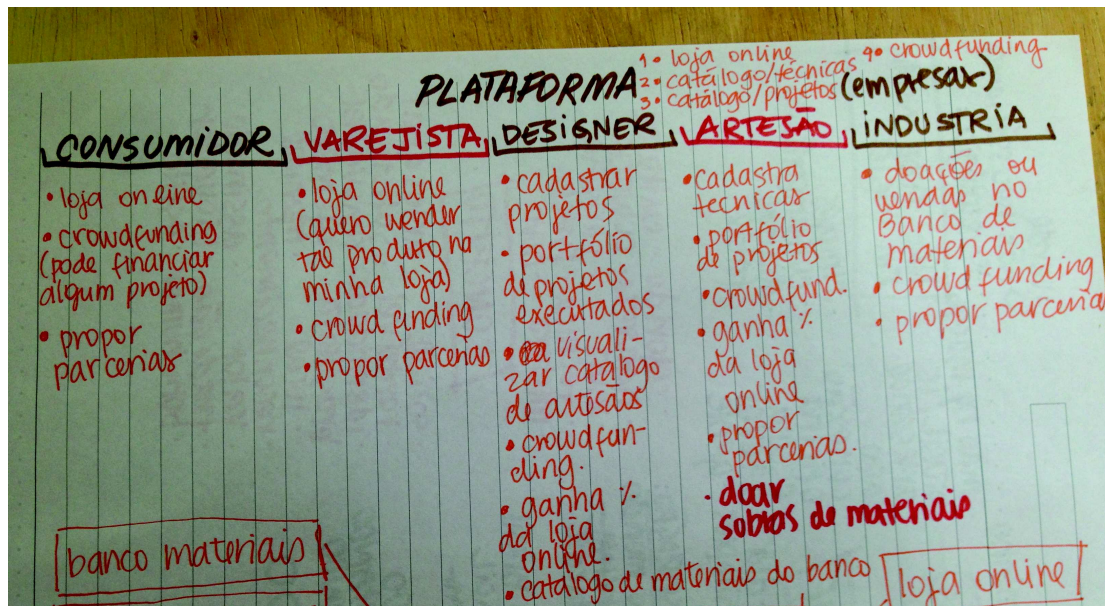 1• loja online
2• catálogo/técnicas
3• catálogo/projetos
4• crowdfunding
PLATAFORMA (empresar)
CONSUMIDOR
• loja online
• crowdfunding
(pode financiar
algum projeto)
• propor
parcerias
VAREJISTA
• loja online
(quero vender
tal produto na
minha loja)
• crowd funding
• propor parcerias
DESIGNER
• cadastrar
projetos
• portfólio
de projetos
executados
• visuali-
zar catalogo
de artesãos
• crowdfun-
ding.
• ganha %
da loja
online.
• catálogo de materiais do banco
ARTESÃO
• cadastra
tecnicas
• portfólio
de projetos
• crowdfund.
• ganha %
da loja
online
• propor
parcerias.
• doar
sobras de materiais
INDUSTRIA
• doações ou
vendas no
Banco de
materiais
• crowd funding
• propor parceria
banco materiais
loja online